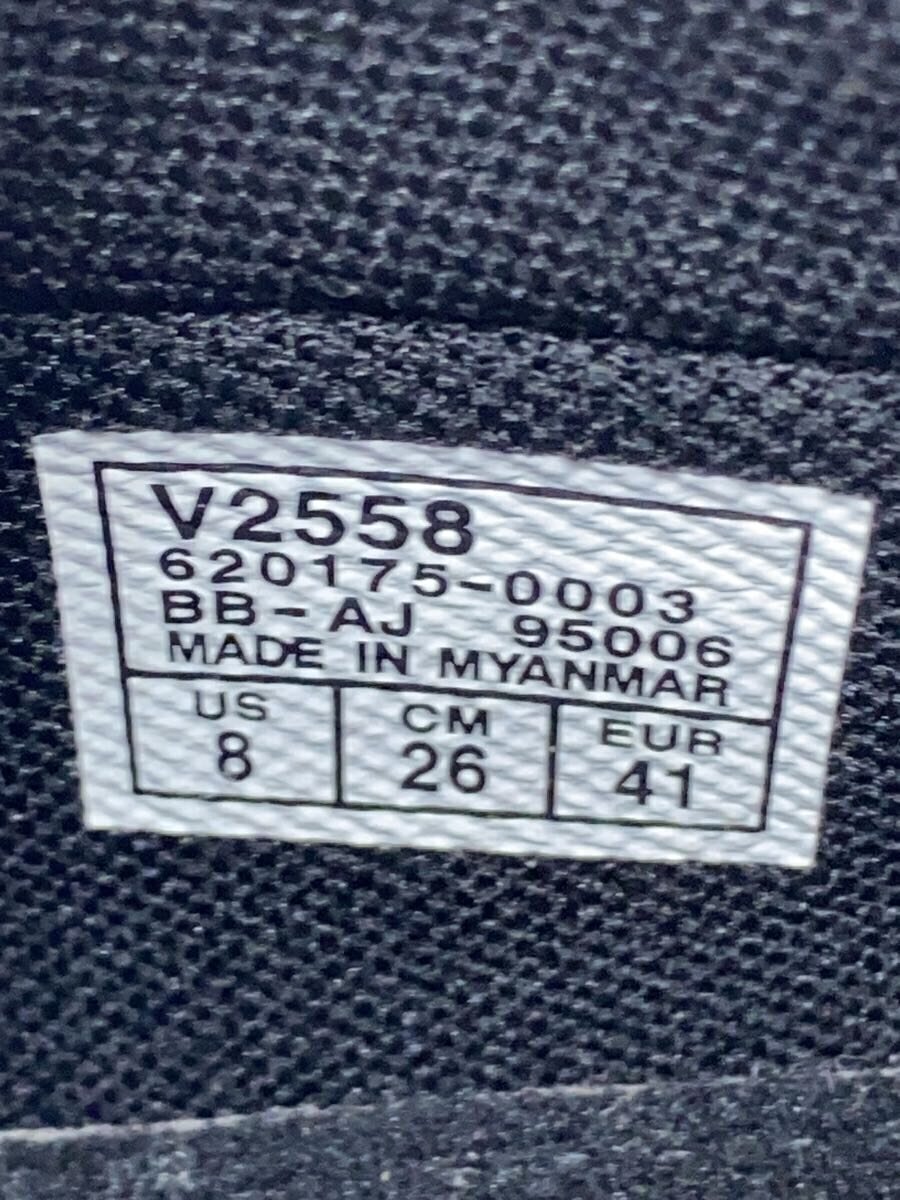 V2558
620175-0003
BB-AJ 95006
MADE IN MYANMAR
US CM EUR
8 26 41